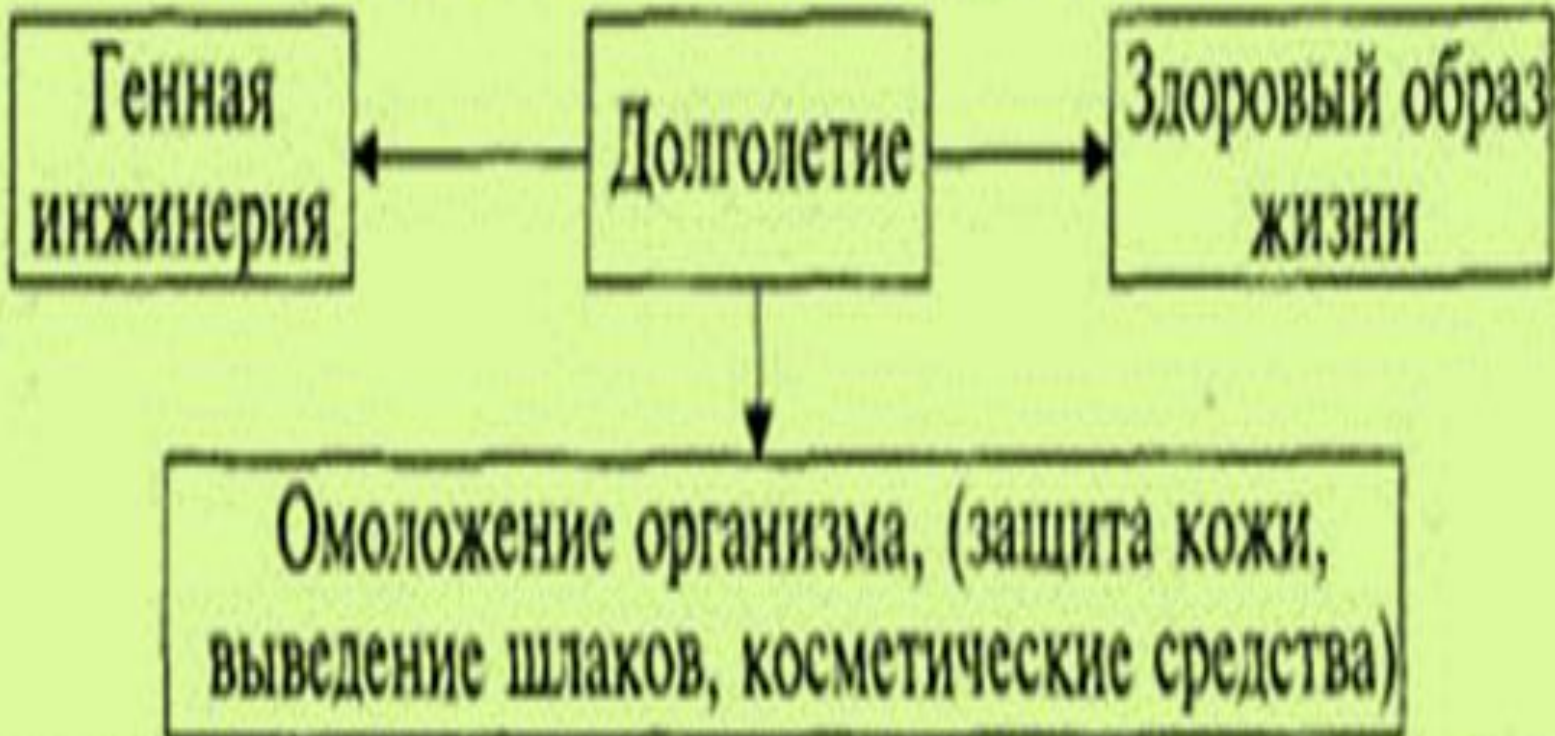 Генная
инжинерия
Долголетие
Здоровый образ
жизни
Омоложение организма, (защита кожи,
выведение шлаков, косметические средства)